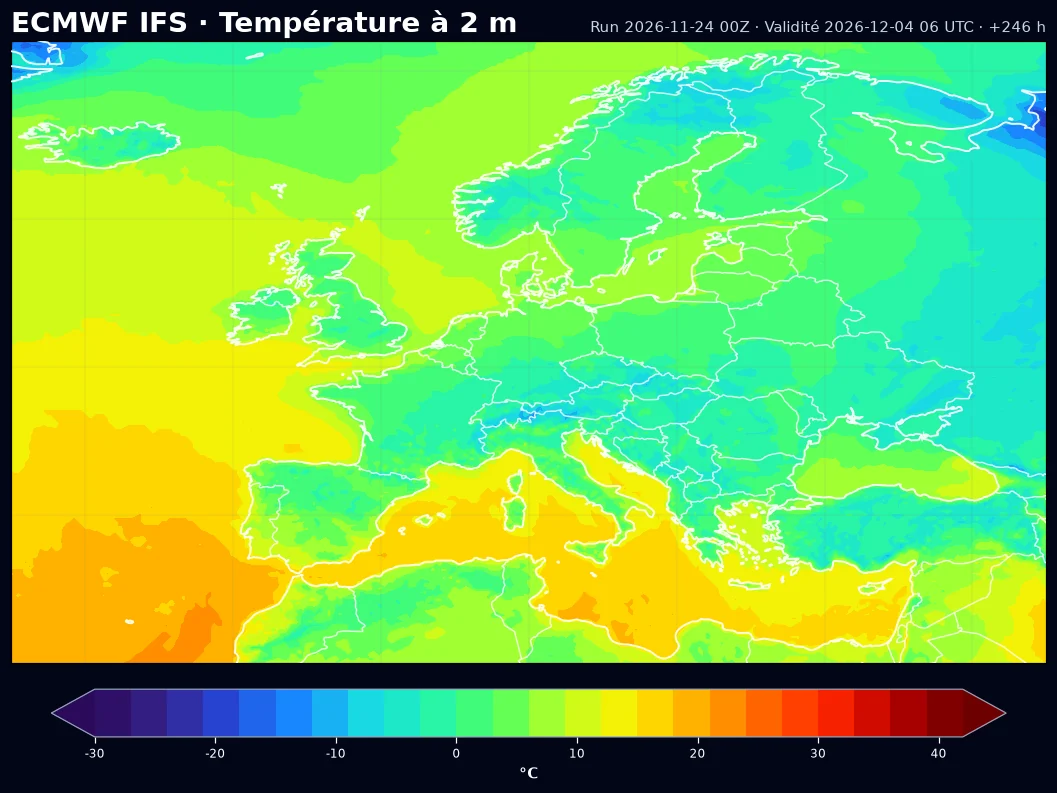 ECMWF IFS · Température à 2 m
Run 2026-11-24 00Z · Validité 2026-12-04 06 UTC · +246 h
-30 -20 -10 0 10 20 30 40
°C